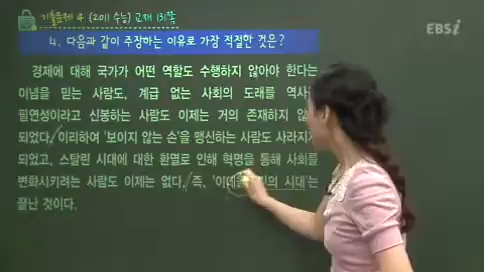 기출문제 4 (2011 수능) 교재 131쪽
EBSi
4. 다음과 같이 주장하는 이유로 가장 적절한 것은?
경제에 대해 국가가 어떤 역할도 수행하지 않아야 한다는
이념을 믿는 사람도, 계급 없는 사회의 도래를 역사
필연성이라고 신봉하는 사람도 이제는 거의 존재하지 않
되었다. 이리하여 '보이지 않는 손'을 맹신하는 사람도 사라지
되었고, 스탈린 시대에 대한 환멸로 인해 혁명을 통해 사회를
변화시키려는 사람도 이제는 없다. 즉, 의 시대'는
끝난 것이다.